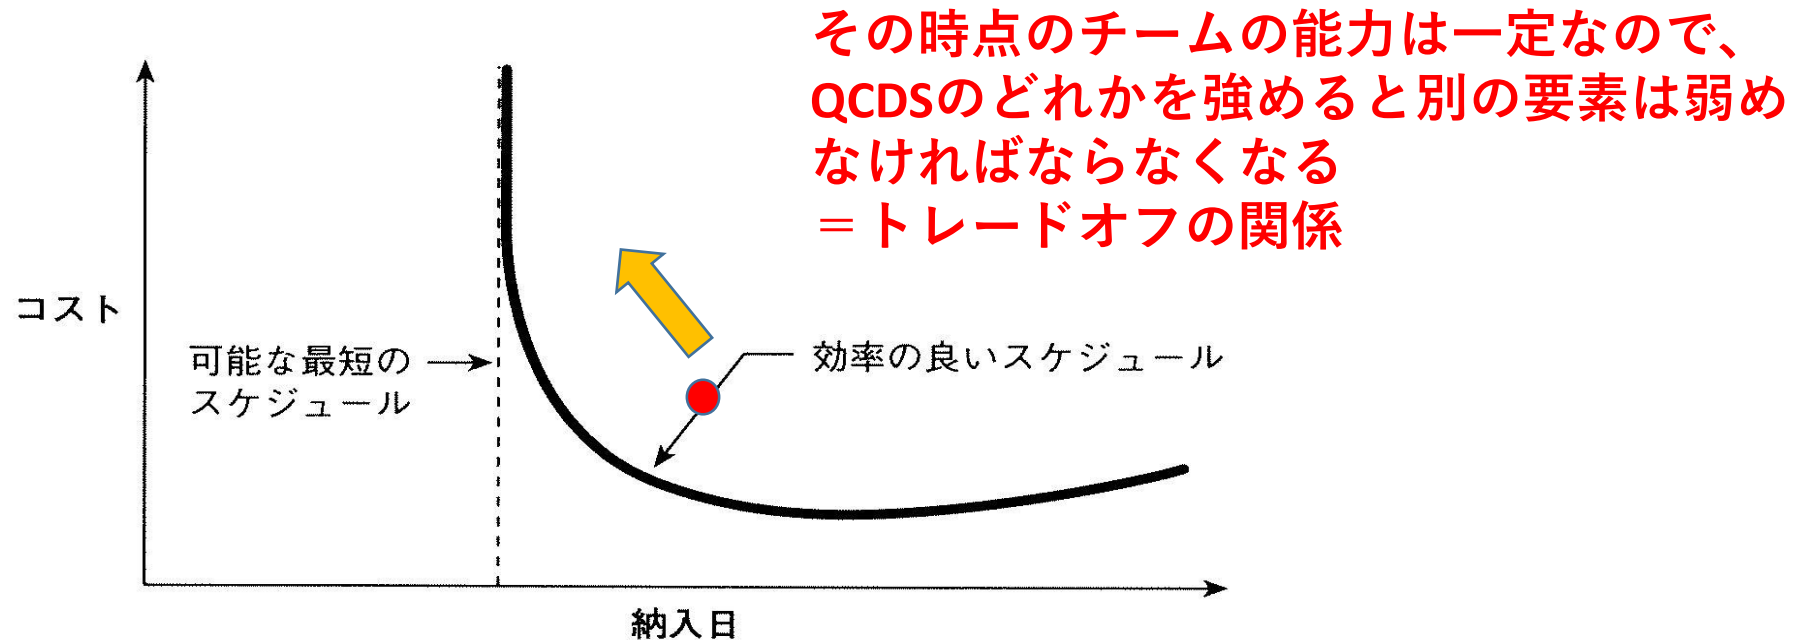 その時点のチームの能力は一定なので、
QCDSのどれかを強めると別の要素は弱め
なければならなくなる
＝トレードオフの関係
コスト
可能な最短の
スケジュール
効率の良いスケジュール
納入日